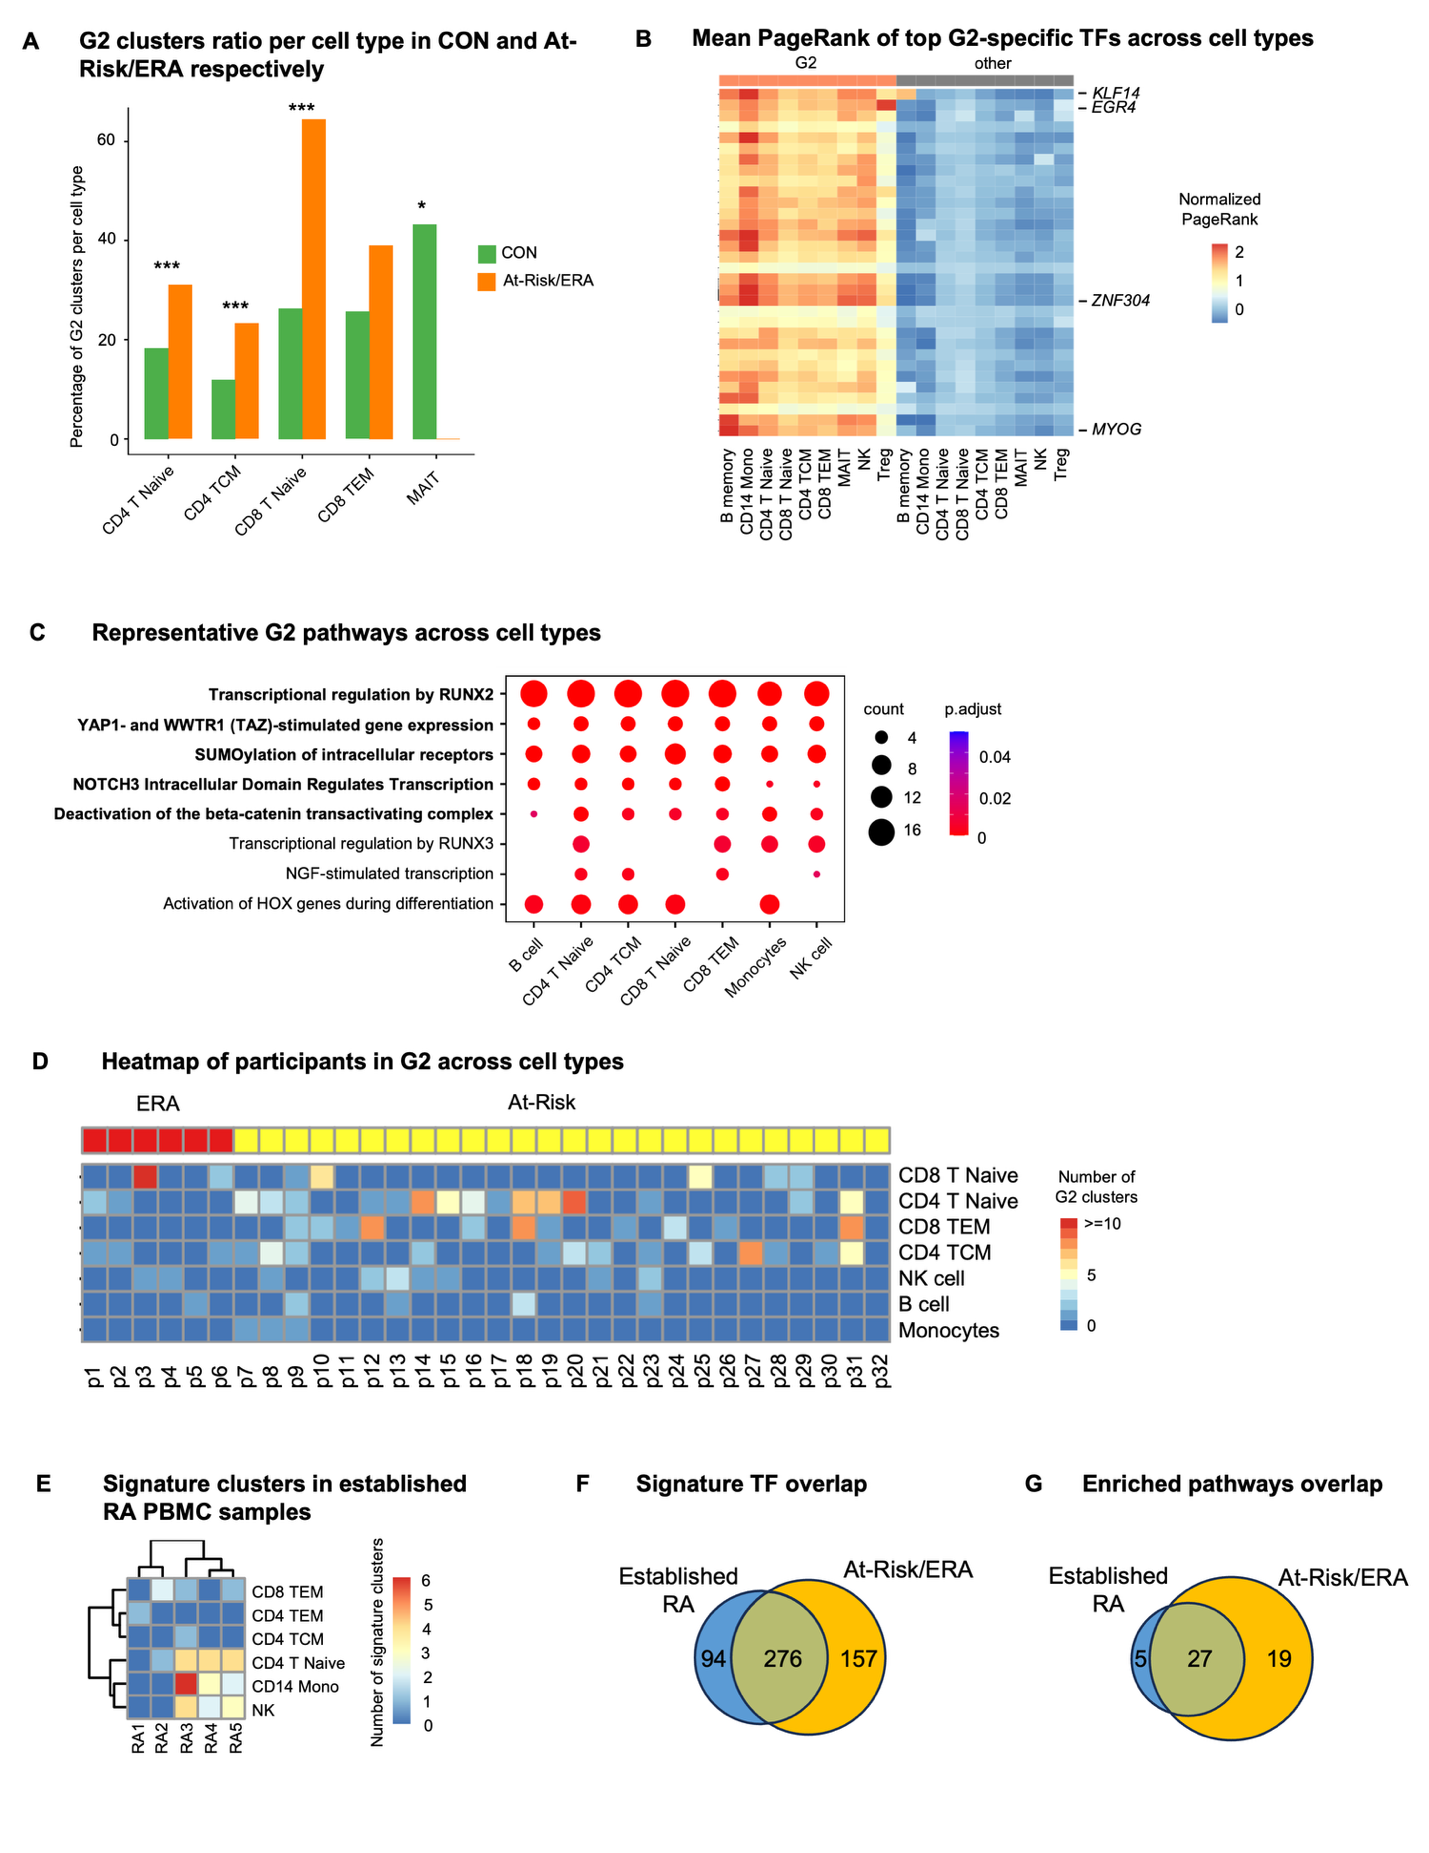 A
G2 clusters ratio per cell type in CON and At-
Risk/ERA respectively
Percentage of G2 clusters per cell type
60
40
20
0
***
***
***
*
CD4 T Naive
CD4 TCM
CD8 T Naive
CD8 TEM
MAIT
CON
At-Risk/ERA
B
Mean PageRank of top G2-specific TFs across cell types
G2
other
KLF14
EGR4
ZNF304
MYOG
B memory
CD14 Mono
CD4 T Naive
CD8 T Naive
CD4 TCM
CD8 TEM
MAIT
NK
Treg
B memory
CD14 Mono
CD4 T Naive
CD8 T Naive
CD4 TCM
CD8 TEM
MAIT
NK
Treg
Normalized
PageRank
2
1
0
C
Representative G2 pathways across cell types
Transcriptional regulation by RUNX2
YAP1- and WWTR1 (TAZ)-stimulated gene expression
SUMOylation of intracellular receptors
NOTCH3 Intracellular Domain Regulates Transcription
Deactivation of the beta-catenin transactivating complex
Transcriptional regulation by RUNX3
NGF-stimulated transcription
Activation of HOX genes during differentiation
B cell
CD4 T Naive
CD4 TCM
CD8 T Naive
CD8 TEM
Monocytes
NK cell
count
4
8
12
16
p.adjust
0.04
0.02
0
D
Heatmap of participants in G2 across cell types
ERA
At-Risk
CD8 T Naive
CD4 T Naive
CD8 TEM
CD4 TCM
NK cell
B cell
Monocytes
p1
p2
p3
p4
p5
p6
p7
p8
p9
p10
p11
p12
p13
p14
p15
p16
p17
p18
p19
p20
p21
p22
p23
p24
p25
p26
p27
p28
p29
p30
p31
p32
Number of
G2 clusters
>=10
5
0
E
Signature clusters in established
RA PBMC samples
CD8 TEM
CD4 TEM
CD4 TCM
CD4 T Naive
CD14 Mono
NK
RA1
RA2
RA3
RA4
RA5
Number of signature clusters
6
5
4
3
2
1
0
F
Signature TF overlap
Established
RA
At-Risk/ERA
94
276
157
G
Enriched pathways overlap
Established
RA
At-Risk/ERA
5
27
19